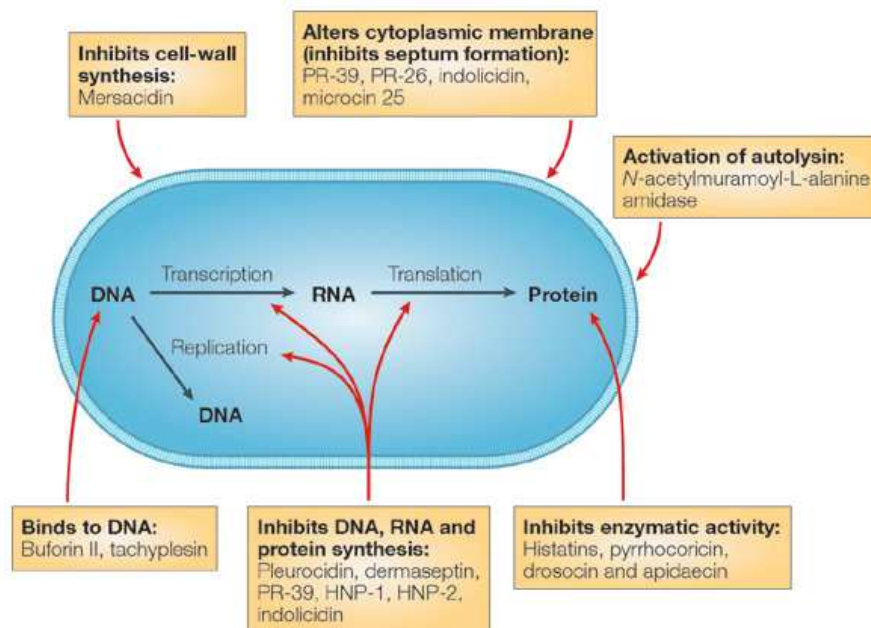 Inhibits cell-wall
synthesis:
Mersacidin
Alters cytoplasmic membrane
(inhibits septum formation):
PR-39, PR-26, indolicidin,
microcin 25
Activation of autolysin:
N-acetylmuramoyl-L-alanine
amidase
DNA
Transcription
RNA
Translation
Protein
Replication
DNA
Binds to DNA:
Buforin II, tachyplesin
Inhibits DNA, RNA and
protein synthesis:
Pleurocidin, dermaseptin,
PR-39, HNP-1, HNP-2,
indolicidin
Inhibits enzymatic activity:
Histatins, pyrrhocoricin,
drosocin and apidaecin